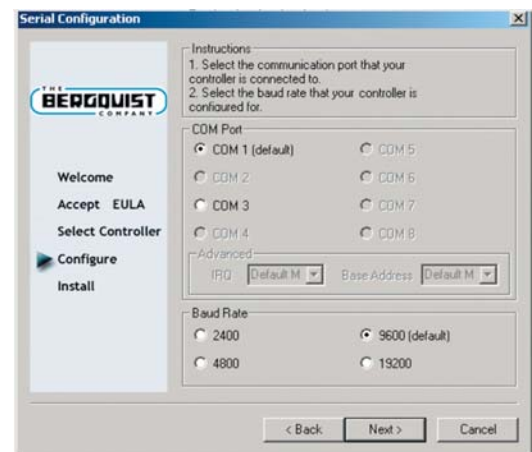 Serial Configuration
THE
BERGQUIST
COMPANY
Welcome
Accept EULA
Select Controller
Configure
Install
Instructions
1. Select the communication port that your
controller is connected to.
2. Select the baud rate that your controller is
configured for.
COM Port
COM 1 (default)
COM 5
COM 2
COM 6
COM 3
COM 7
COM 4
COM 8
Advanced
IRQ
Default M
Base Address
Default M
Baud Rate
2400
9600 (default)
4800
19200
< Back
Next >
Cancel